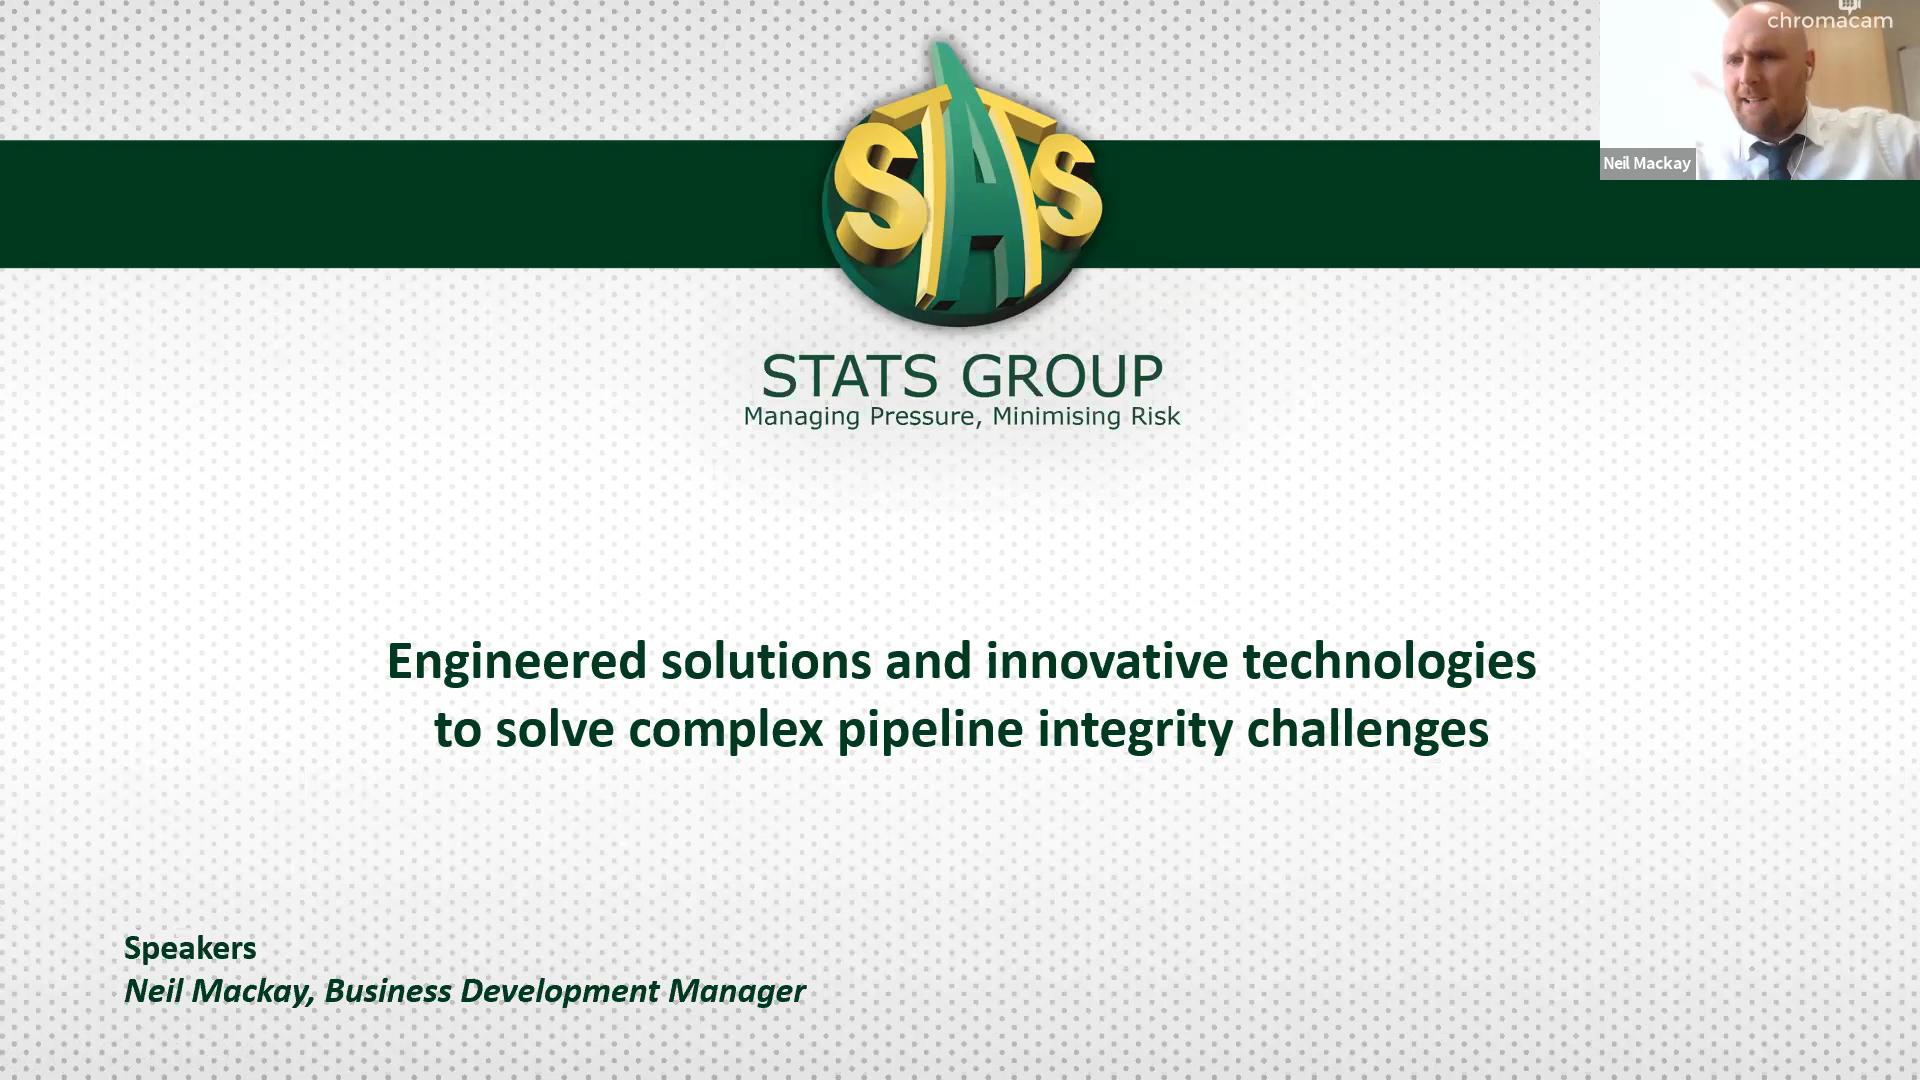 chromacam
Neil Mackay
STATS
STATS GROUP
Managing Pressure, Minimising Risk
Engineered solutions and innovative technologies
to solve complex pipeline integrity challenges
Speakers
Neil Mackay, Business Development Manager